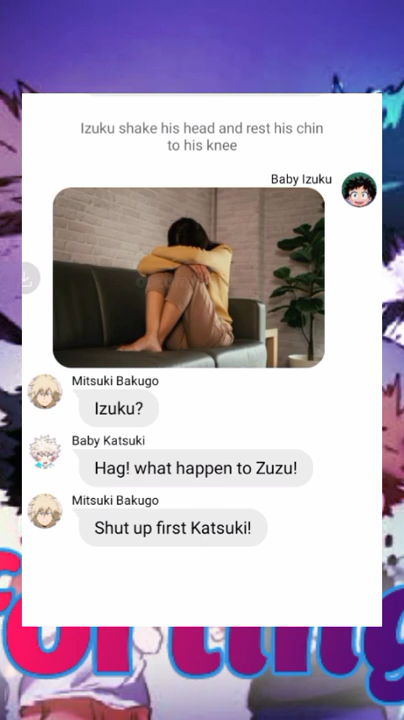 Izuku shake his head and rest his chin
to his knee
Baby Izuku
Mitsuki Bakugo
Izuku?
Baby Katsuki
Hag! what happen to Zuzu!
Mitsuki Bakugo
Shut up first Katsuki!